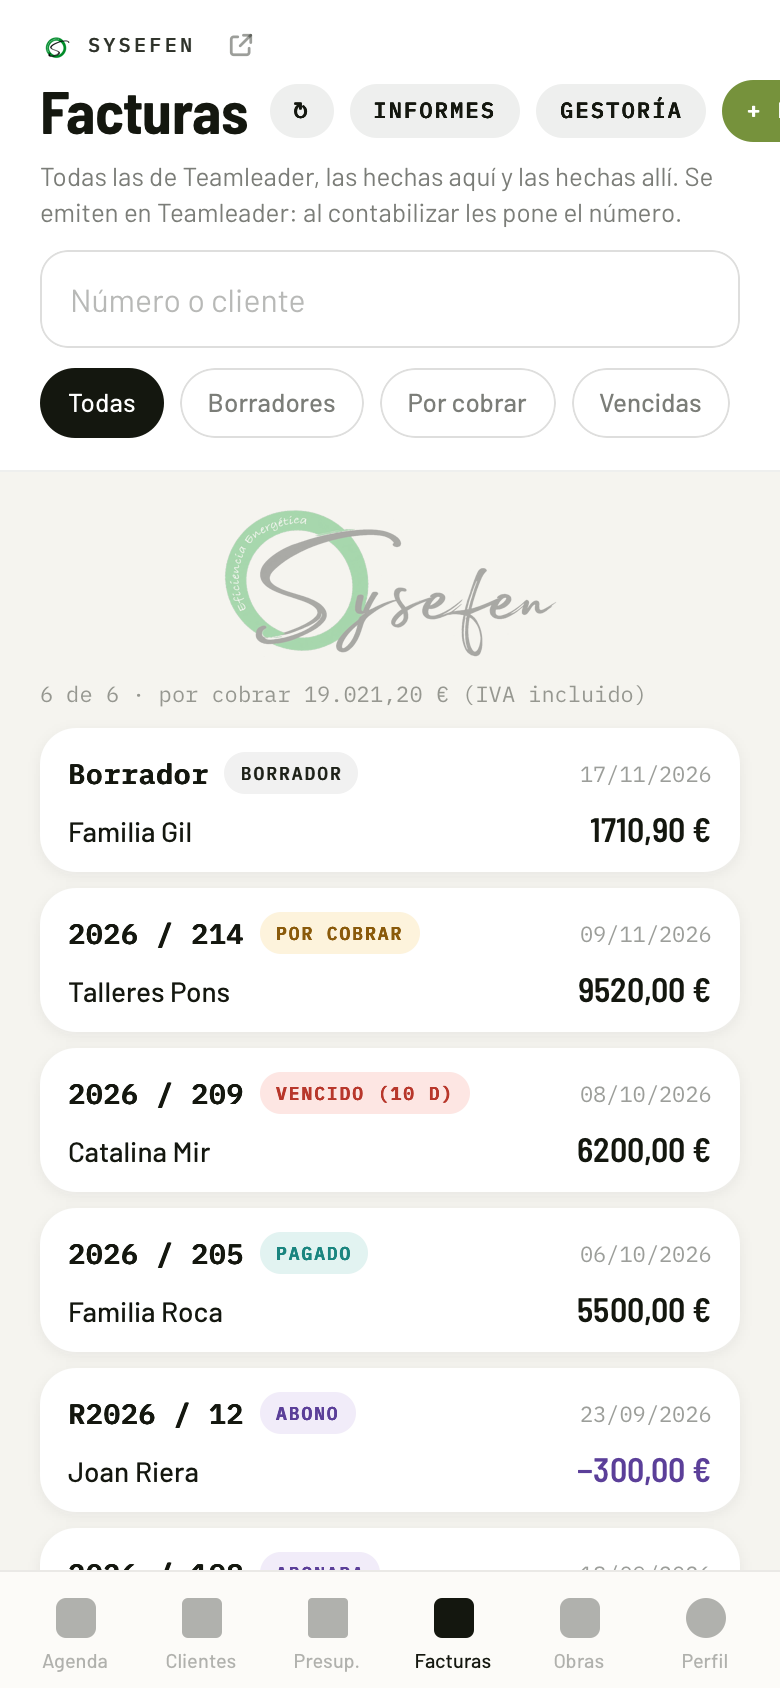 SYSEFEN
Facturas ↻ INFORMES GESTORÍA +
Todas las de Teamleader, las hechas aquí y las hechas allí. Se
emiten en Teamleader: al contabilizar les pone el número.
Número o cliente
Todas Borradores Por cobrar Vencidas
Eficiencia Energética
Sysefen
6 de 6 · por cobrar 19.021,20 € (IVA incluido)
Borrador BORRADOR 17/11/2026
Familia Gil 1710,90 €
2026 / 214 POR COBRAR 09/11/2026
Talleres Pons 9520,00 €
2026 / 209 VENCIDO (10 D) 08/10/2026
Catalina Mir 6200,00 €
2026 / 205 PAGADO 06/10/2026
Familia Roca 5500,00 €
R2026 / 12 ABONO 23/09/2026
Joan Riera −300,00 €
Agenda Clientes Presup. Facturas Obras Perfil